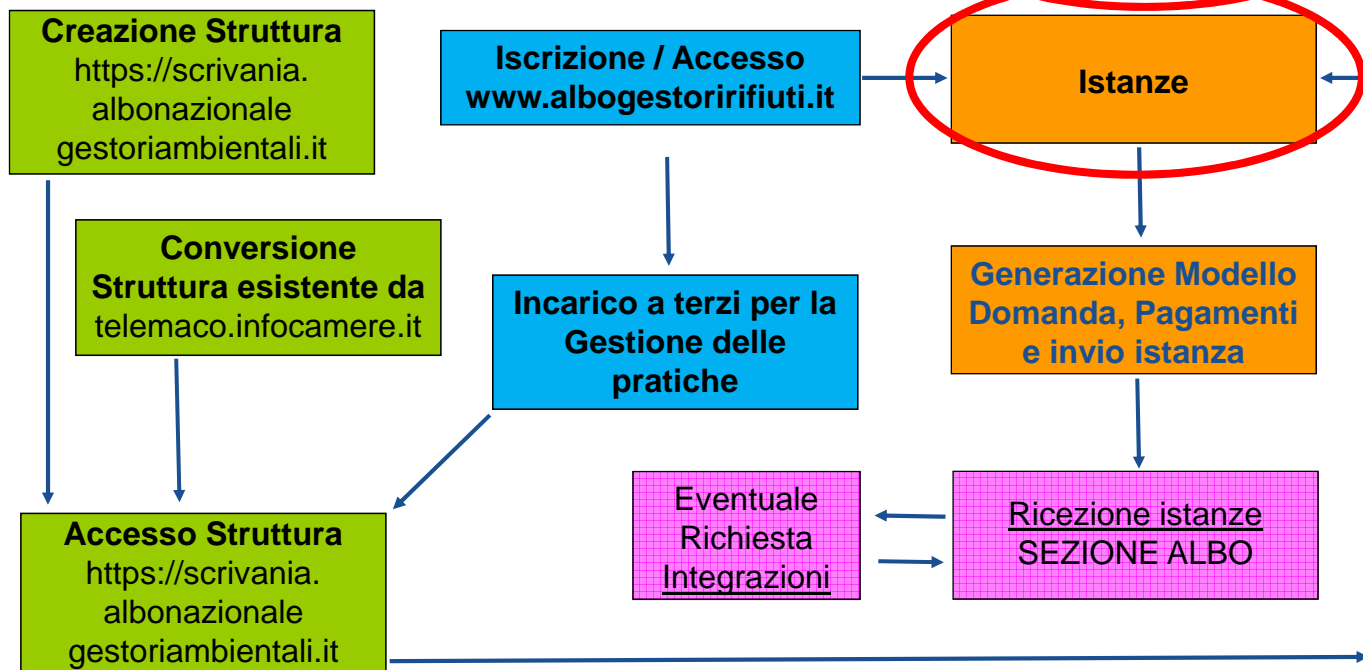 Creazione Struttura
https://scrivania.
albonazionale
gestoriambientali.it
Iscrizione / Accesso
www.albogestoririfiuti.it
Istanze
Conversione
Struttura esistente da
telemaco.infocamere.it
Incarico a terzi per la
Gestione delle
pratiche
Generazione Modello
Domanda, Pagamenti
e invio istanza
Accesso Struttura
https://scrivania.
albonazionale
gestoriambientali.it
Eventuale
Richiesta
Integrazioni
Ricezione istanze
SEZIONE ALBO